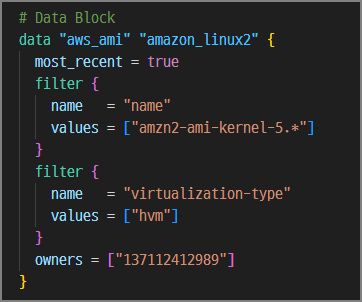 # Data Block
data "aws_ami" "amazon_linux2" {
  most_recent = true
  filter {
    name   = "name"
    values = ["amzn2-ami-kernel-5.*"]
  }
  filter {
    name   = "virtualization-type"
    values = ["hvm"]
  }
  owners = ["137112412989"]
}